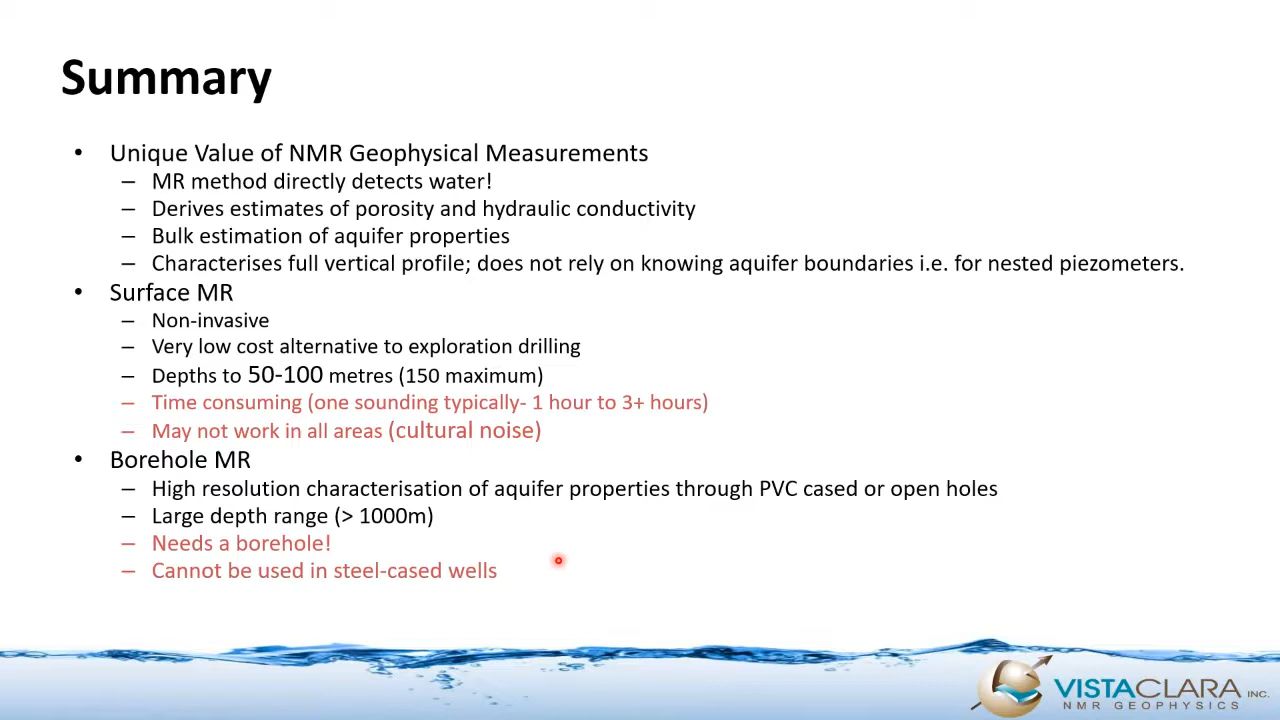 Summary
• Unique Value of NMR Geophysical Measurements
– MR method directly detects water!
– Derives estimates of porosity and hydraulic conductivity
– Bulk estimation of aquifer properties
– Characterises full vertical profile; does not rely on knowing aquifer boundaries i.e. for nested piezometers.
• Surface MR
– Non-invasive
– Very low cost alternative to exploration drilling
– Depths to 50-100 metres (150 maximum)
– Time consuming (one sounding typically- 1 hour to 3+ hours)
– May not work in all areas (cultural noise)
• Borehole MR
– High resolution characterisation of aquifer properties through PVC cased or open holes
– Large depth range (> 1000m)
– Needs a borehole!
– Cannot be used in steel-cased wells
VISTACLARA INC.
NMR GEOPHYSICS